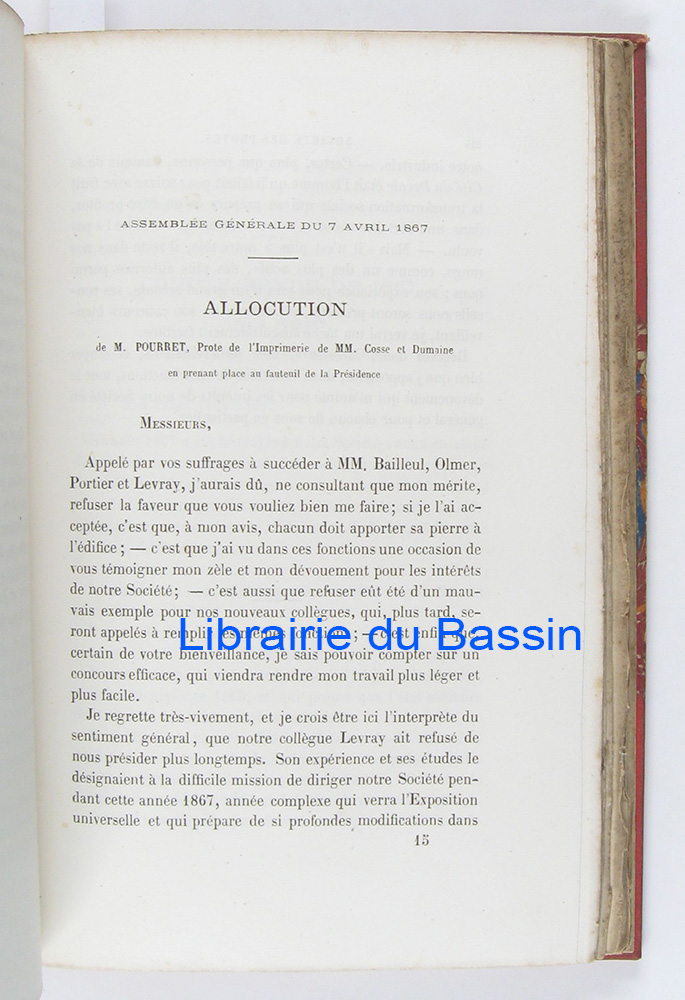 ASSEMBLÉE GÉNÉRALE DU 7 AVRIL 1867
ALLOCUTION
de M. POURRET, Prote de l'Imprimerie de MM. Cosse et Dumaine
en prenant place au fauteuil de la Présidence
MESSIEURS,
Appelé par vos suffrages à succéder à MM. Bailleul, Olmer,
Portier et Levray, j'aurais dû, ne consultant que mon mérite,
refuser la faveur que vous vouliez bien me faire; si je l'ai ac-
ceptée, c'est que, à mon avis, chacun doit apporter sa pierre à
l'édifice; — c'est que j'ai vu dans ces fonctions une occasion de
vous témoigner mon zèle et mon dévouement pour les intérêts
de notre Société; — c'est aussi que refuser eût été d'un mau-
vais exemple pour nos nouveaux collègues, qui, plus tard, se-
ront appelés à remplir les mêmes fonctions; — c'est enfin que,
Librairie du Bassin
certain de votre bienveillance, je sais pouvoir compter sur un
concours efficace, qui viendra rendre mon travail plus léger et
plus facile.
Je regrette très-vivement, et je crois être ici l'interprète du
sentiment général, que notre collègue Levray ait refusé de
nous présider plus longtemps. Son expérience et ses études le
désignaient à la difficile mission de diriger notre Société pen-
dant cette année 1867, année complexe qui verra l'Exposition
universelle et qui prépare de si profondes modifications dans
15